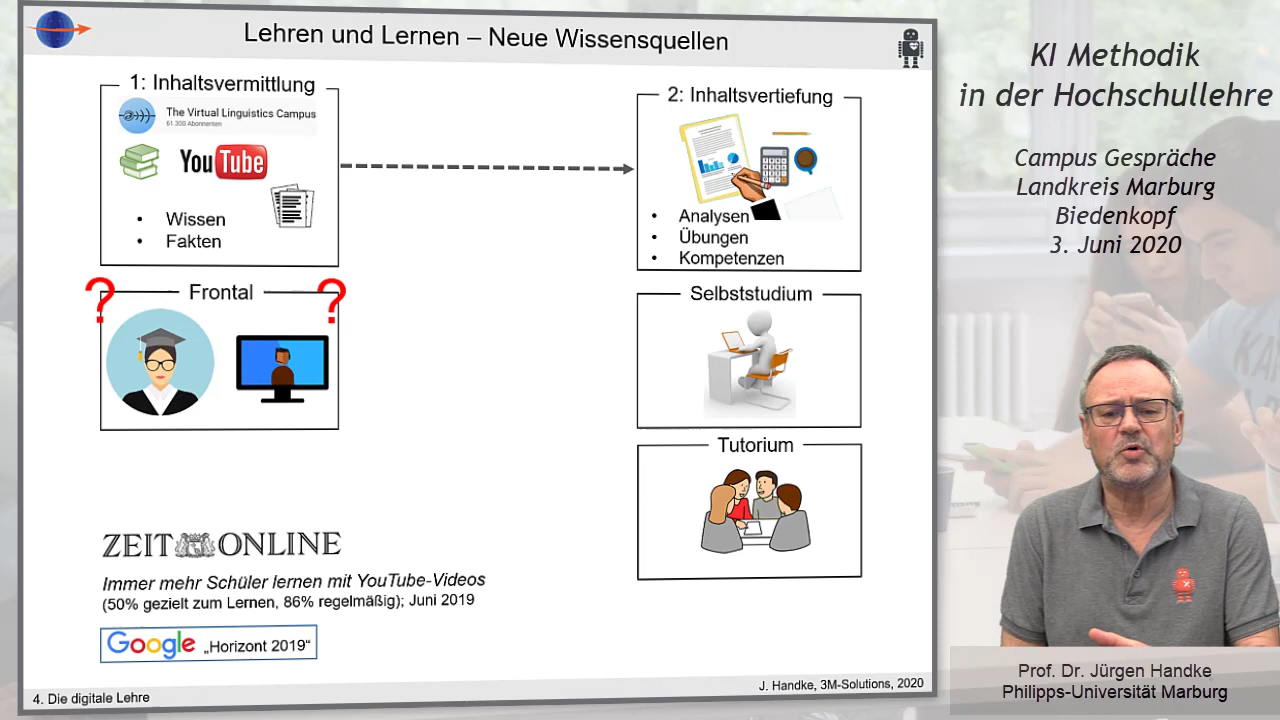 Lehren und Lernen – Neue Wissensquellen
1: Inhaltsvermittlung
The Virtual Linguistics Campus
61.300 Abonnenten
YouTube
• Wissen
• Fakten
2: Inhaltsvertiefung
• Analysen
• Übungen
• Kompetenzen
? Frontal ?
Selbststudium
Tutorium
ZEIT ONLINE
Immer mehr Schüler lernen mit YouTube-Videos
(50% gezielt zum Lernen, 86% regelmäßig); Juni 2019
Google „Horizont 2019“
4. Die digitale Lehre
J. Handke, 3M-Solutions, 2020
KI Methodik
in der Hochschullehre
Campus Gespräche
Landkreis Marburg
Biedenkopf
3. Juni 2020
Prof. Dr. Jürgen Handke
Philipps-Universität Marburg